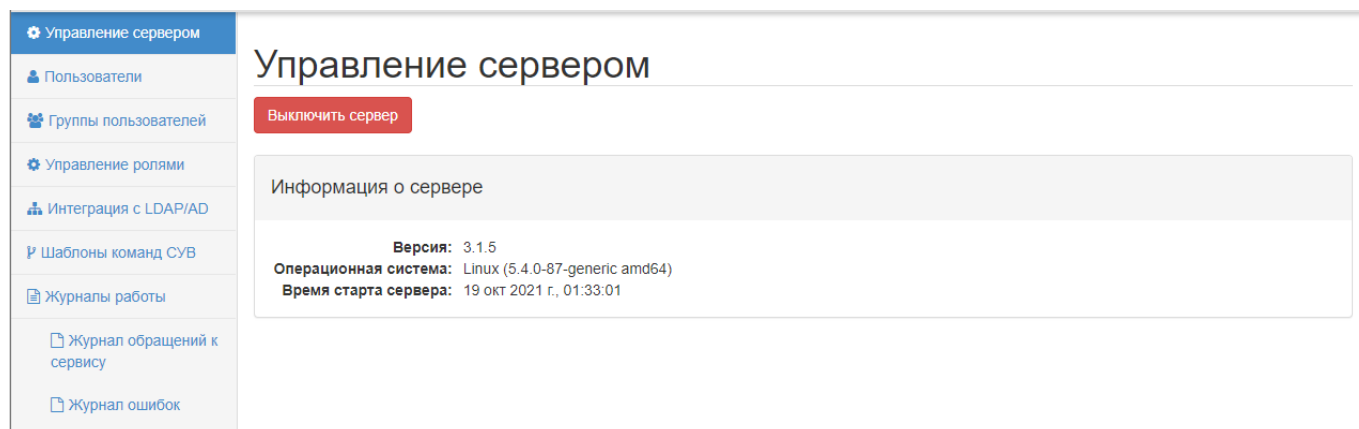 Управление сервером
Пользователи
Группы пользователей
Управление ролями
Интеграция с LDAP/AD
Шаблоны команд СУВ
Журналы работы
Журнал обращений к
сервису
Журнал ошибок
Управление сервером
Выключить сервер
Информация о сервере
Версия: 3.1.5
Операционная система: Linux (5.4.0-87-generic amd64)
Время старта сервера: 19 окт 2021 г., 01:33:01